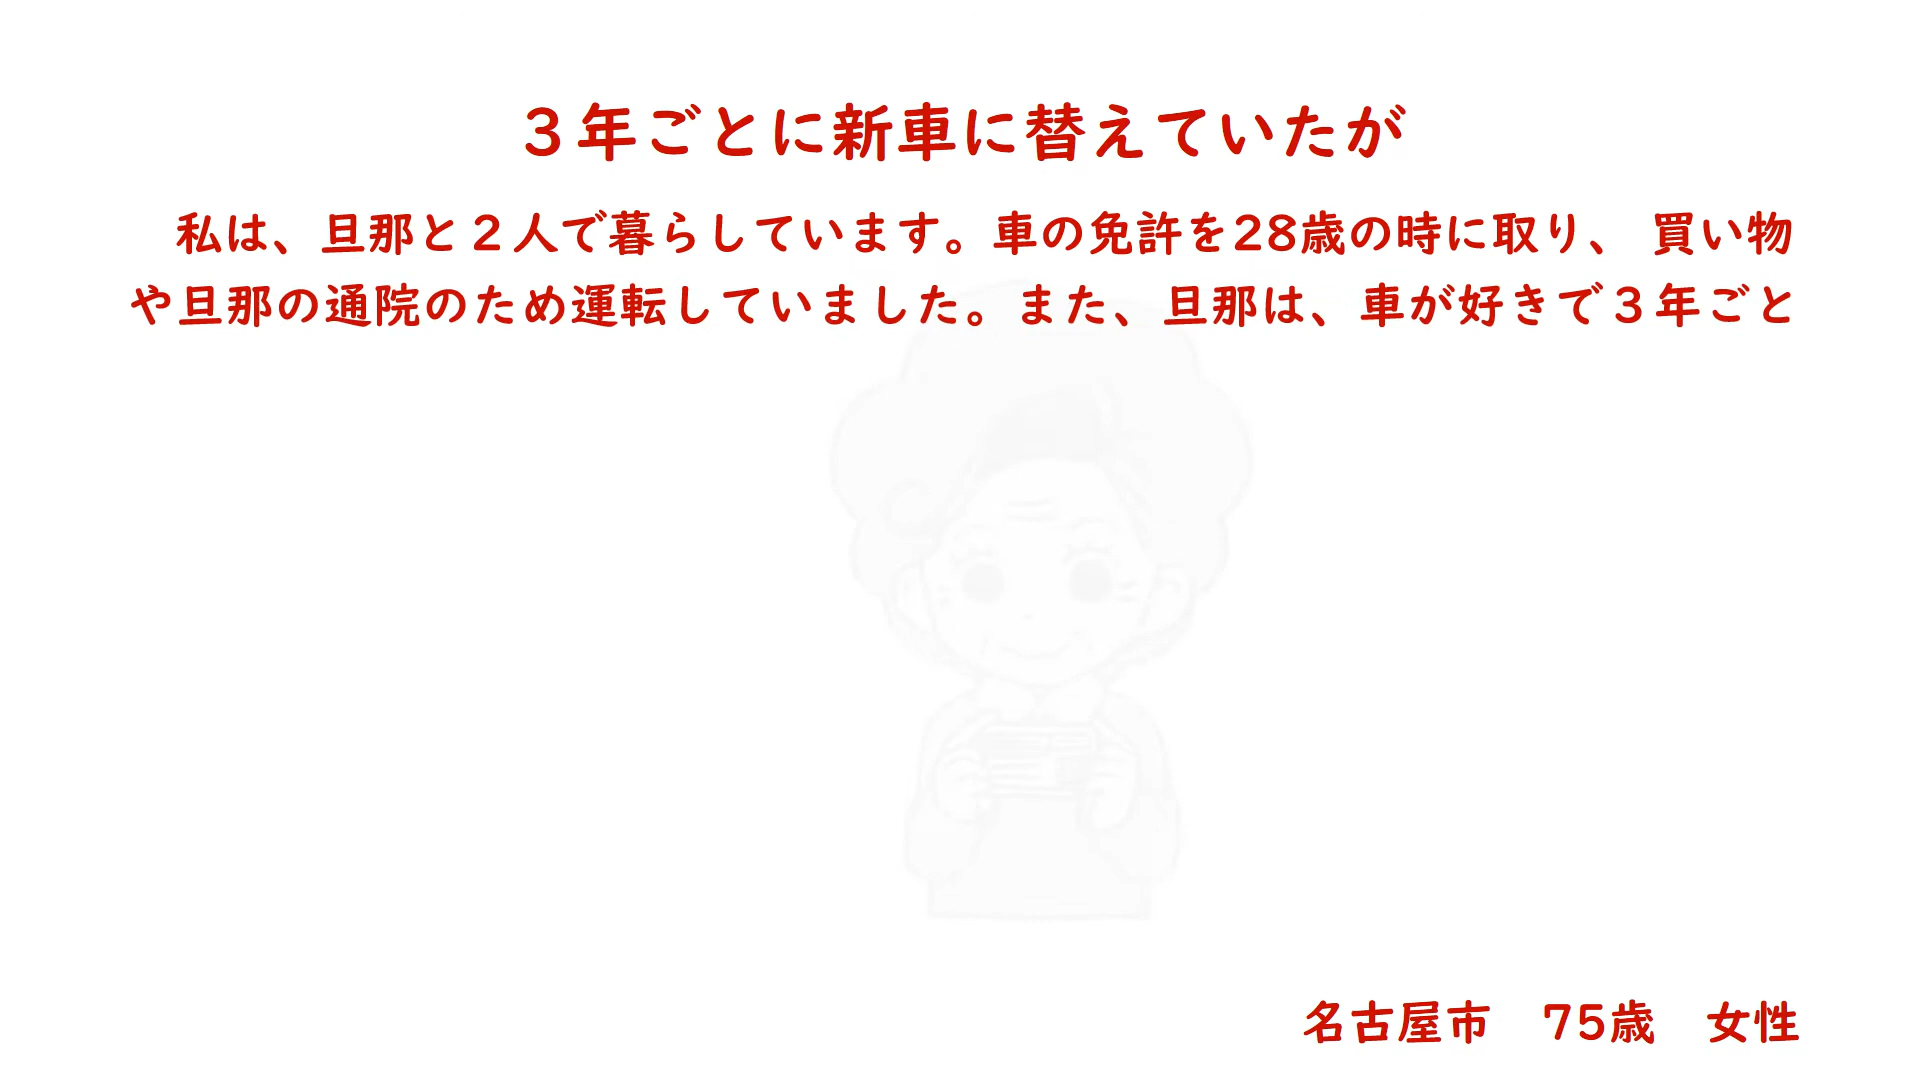 ３年ごとに新車に替えていたが
　私は、旦那と２人で暮らしています。車の免許を28歳の時に取り、 買い物
や旦那の通院のため運転していました。また、旦那は、車が好きで３年ごと
名古屋市　75歳　女性